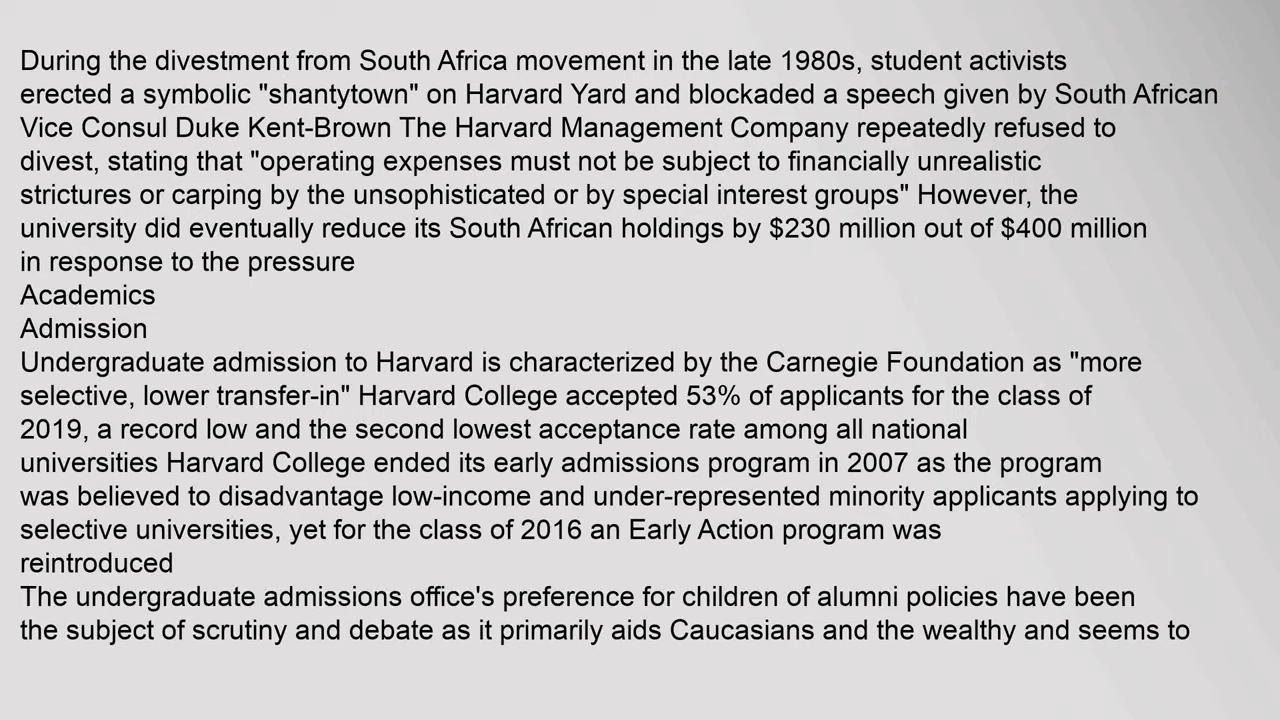 During the divestment from South Africa movement in the late 1980s, student activists
erected a symbolic "shantytown" on Harvard Yard and blockaded a speech given by South African
Vice Consul Duke Kent-Brown The Harvard Management Company repeatedly refused to
divest, stating that "operating expenses must not be subject to financially unrealistic
strictures or carping by the unsophisticated or by special interest groups" However, the
university did eventually reduce its South African holdings by $230 million out of $400 million
in response to the pressure
Academics
Admission
Undergraduate admission to Harvard is characterized by the Carnegie Foundation as "more
selective, lower transfer-in" Harvard College accepted 53% of applicants for the class of
2019, a record low and the second lowest acceptance rate among all national
universities Harvard College ended its early admissions program in 2007 as the program
was believed to disadvantage low-income and under-represented minority applicants applying to
selective universities, yet for the class of 2016 an Early Action program was
reintroduced
The undergraduate admissions office's preference for children of alumni policies have been
the subject of scrutiny and debate as it primarily aids Caucasians and the wealthy and seems to